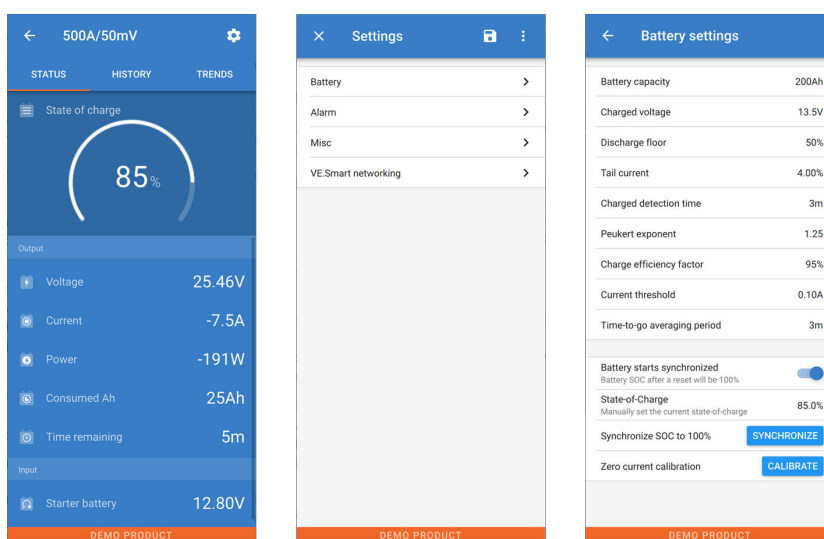 500A/50mV
STATUS HISTORY TRENDS
State of charge
85%
Output
Voltage 25.46V
Current -7.5A
Power -191W
Consumed Ah 25Ah
Time remaining 5m
Input
Starter battery 12.80V
DEMO PRODUCT
Settings
Battery
Alarm
Misc
VE.Smart networking
DEMO PRODUCT
Battery settings
Battery capacity 200Ah
Charged voltage 13.5V
Discharge floor 50%
Tail current 4.00%
Charged detection time 3m
Peukert exponent 1.25
Charge efficiency factor 95%
Current threshold 0.10A
Time-to-go averaging period 3m
Battery starts synchronized
Battery SOC after a reset will be 100%
State-of-Charge 85.0%
Manually set the current state-of-charge
Synchronize SOC to 100% SYNCHRONIZE
Zero current calibration CALIBRATE
DEMO PRODUCT